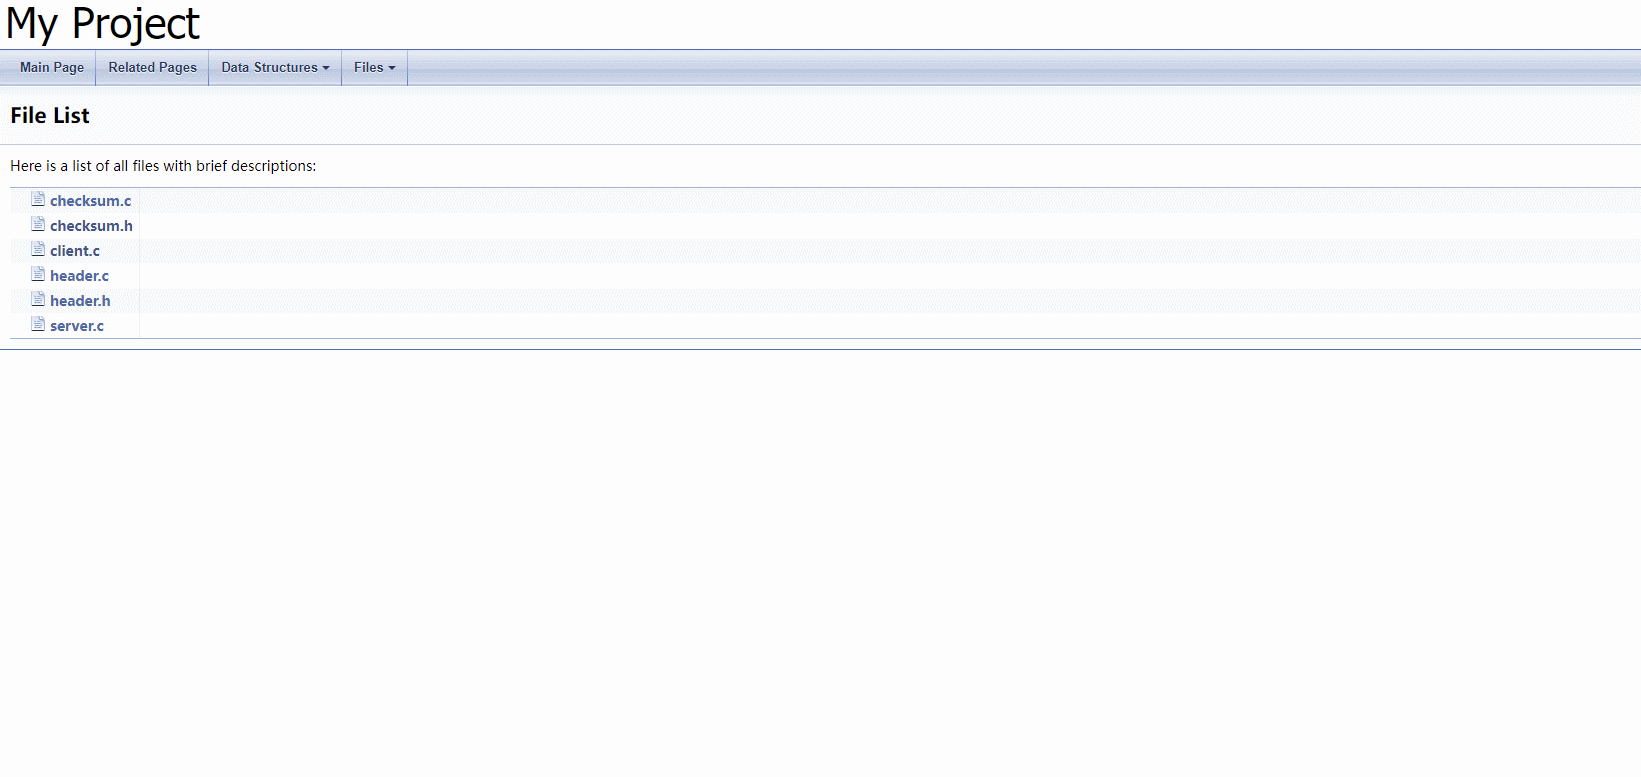 My Project
Main Page Related Pages Data Structures Files
File List
Here is a list of all files with brief descriptions:
checksum.c
checksum.h
client.c
header.c
header.h
server.c